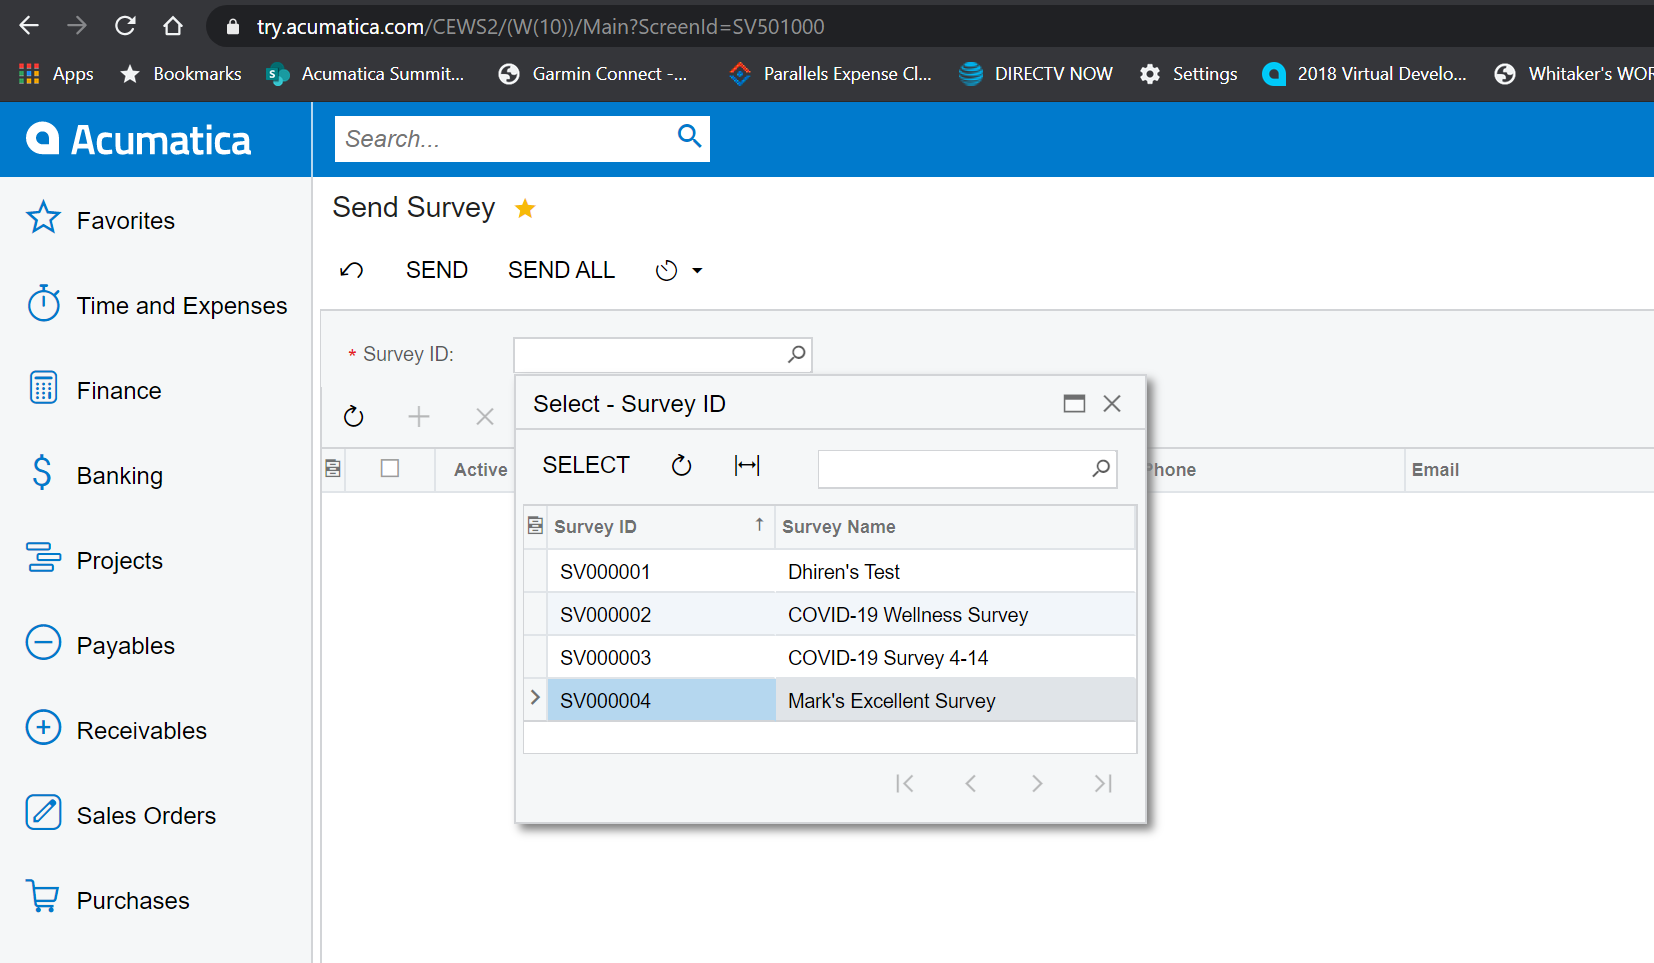 try.acumatica.com/CEWS2/(W(10))/Main?ScreenId=SV501000
Apps Bookmarks Acumatica Summit... Garmin Connect -... Parallels Expense Cl... DIRECTV NOW Settings 2018 Virtual Develo... Whitaker's WOR
Acumatica Search...
Favorites
Time and Expenses
Finance
Banking
Projects
Payables
Receivables
Sales Orders
Purchases
Send Survey
SEND SEND ALL
* Survey ID:
Active Phone Email
Select - Survey ID
SELECT
Survey ID Survey Name
SV000001 Dhiren's Test
SV000002 COVID-19 Wellness Survey
SV000003 COVID-19 Survey 4-14
SV000004 Mark's Excellent Survey